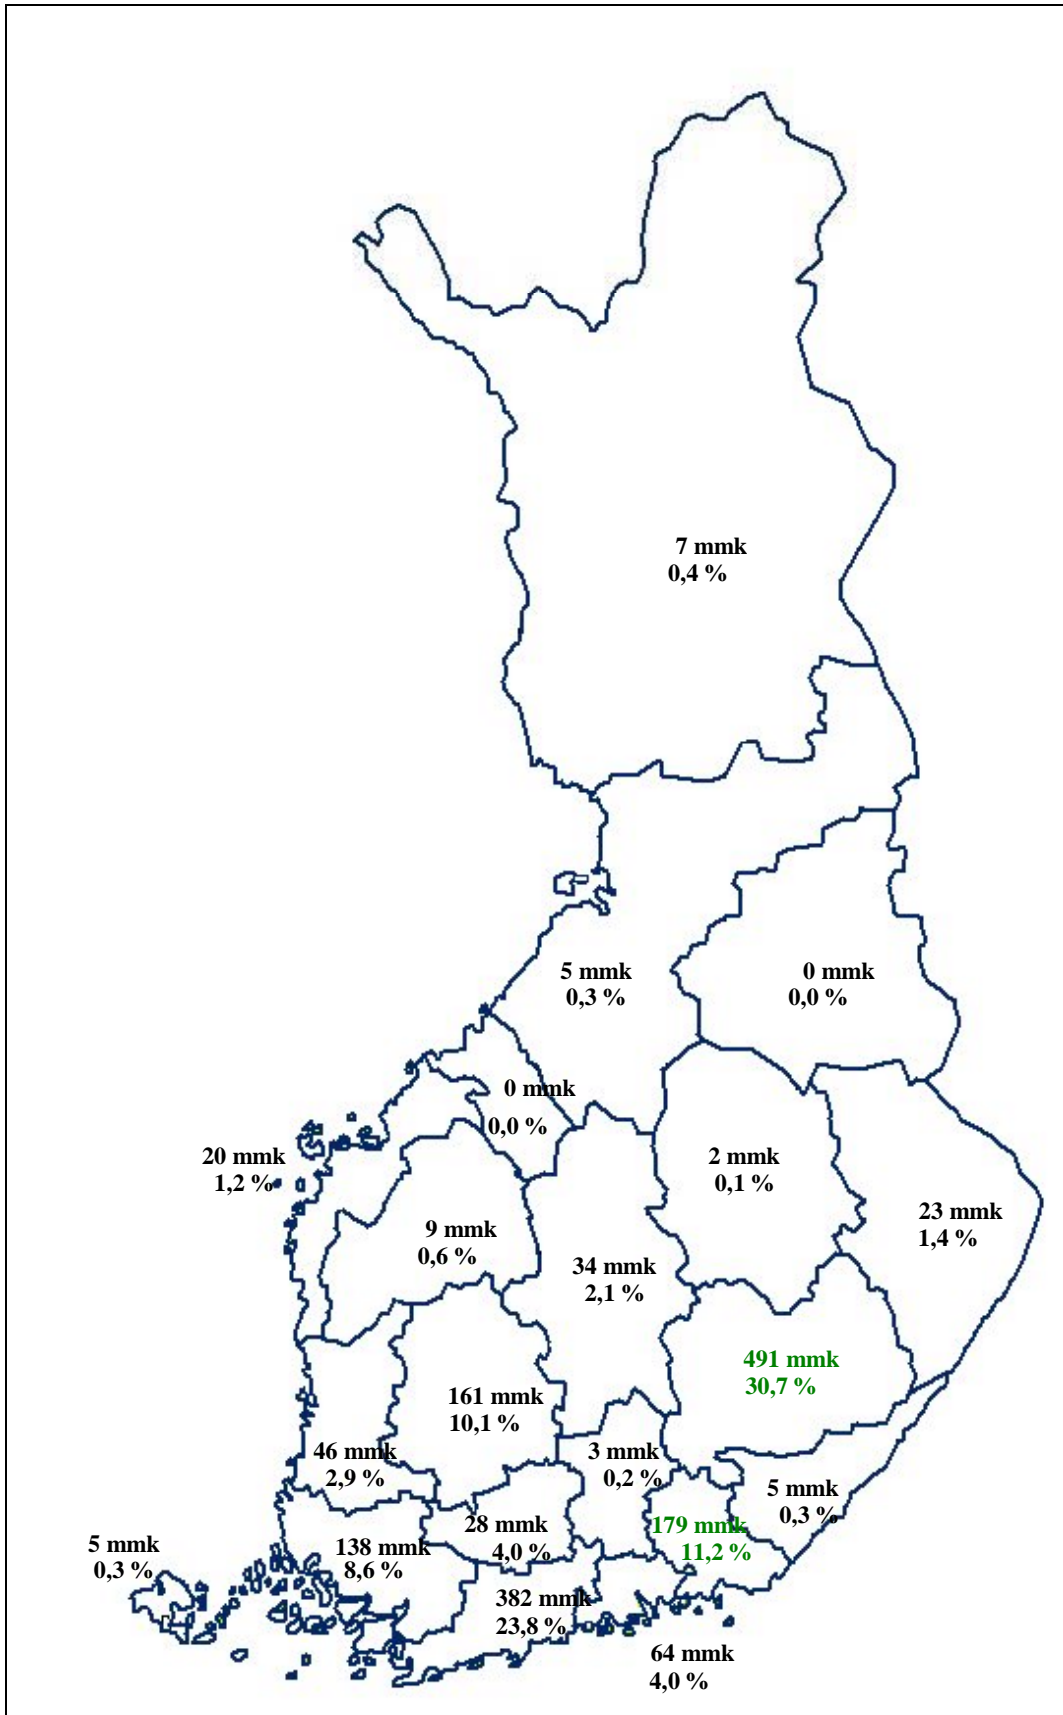 7 mmk
0,4 %
5 mmk
0,3 %
0 mmk
0,0 %
0 mmk
0,0 %
20 mmk
1,2 %
2 mmk
0,1 %
9 mmk
0,6 %
23 mmk
1,4 %
34 mmk
2,1 %
491 mmk
30,7 %
161 mmk
10,1 %
46 mmk
2,9 %
3 mmk
0,2 %
5 mmk
0,3 %
28 mmk
4,0 %
179 mmk
11,2 %
138 mmk
8,6 %
5 mmk
0,3 %
382 mmk
23,8 %
64 mmk
4,0 %